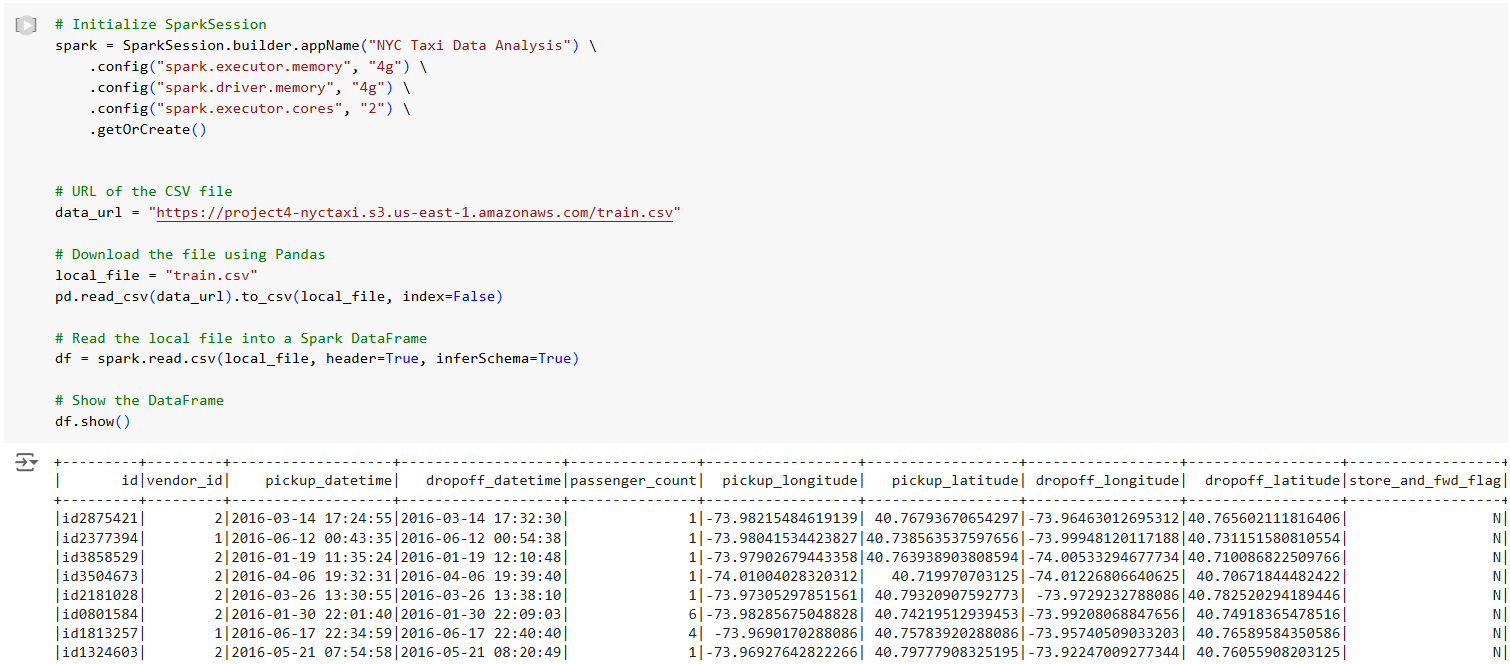 # Initialize SparkSession
spark = SparkSession.builder.appName("NYC Taxi Data Analysis") \
    .config("spark.executor.memory", "4g") \
    .config("spark.driver.memory", "4g") \
    .config("spark.executor.cores", "2") \
    .getOrCreate()
# URL of the CSV file
data_url = "https://project4-nyctaxi.s3.us-east-1.amazonaws.com/train.csv"
# Download the file using Pandas
local_file = "train.csv"
pd.read_csv(data_url).to_csv(local_file, index=False)
# Read the local file into a Spark DataFrame
df = spark.read.csv(local_file, header=True, inferSchema=True)
# Show the DataFrame
df.show()
+---------+---------+-------------------+-------------------+---------------+------------------+------------------+------------------+------------------+------------------+
|       id|vendor_id|    pickup_datetime|   dropoff_datetime|passenger_count|  pickup_longitude|   pickup_latitude| dropoff_longitude|  dropoff_latitude|store_and_fwd_flag|
+---------+---------+-------------------+-------------------+---------------+------------------+------------------+------------------+------------------+------------------+
|id2875421|        2|2016-03-14 17:24:55|2016-03-14 17:32:30|              1|-73.98215484619139| 40.76793670654297|-73.96463012695312|40.765602111816406|                 N|
|id2377394|        1|2016-06-12 00:43:35|2016-06-12 00:54:38|              1|-73.98041534423827|40.738563537597656|-73.99948120117188|40.731151580810554|                 N|
|id3858529|        2|2016-01-19 11:35:24|2016-01-19 12:10:48|              1|-73.97902679443358|40.763938903808594|-74.00533294677734|40.710086822509766|                 N|
|id3504673|        2|2016-04-06 19:32:31|2016-04-06 19:39:40|              1|-74.01004028320312|   40.719970703125|-74.01226806640625| 40.70671844482422|                 N|
|id2181028|        2|2016-03-26 13:30:55|2016-03-26 13:38:10|              1|-73.97305297851561| 40.79320907592773| -73.9729232788086|40.782520294189446|                 N|
|id0801584|        2|2016-01-30 22:01:40|2016-01-30 22:09:03|              6|-73.98285675048828| 40.74219512939453|-73.99208068847656| 40.74918365478516|                 N|
|id1813257|        1|2016-06-17 22:34:59|2016-06-17 22:40:40|              4| -73.9690170288086| 40.75783920288086|-73.95740509033203| 40.76589584350586|                 N|
|id1324603|        2|2016-05-21 07:54:58|2016-05-21 08:20:49|              1|-73.96927642822266| 40.79777908325195|-73.92247009277344| 40.76055908203125|                 N|